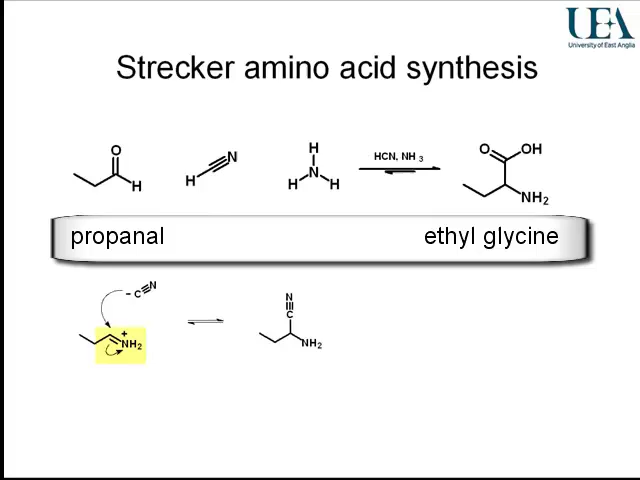 UEA
University of East Anglia
Strecker amino acid synthesis
O
H
H N
H
H N H
HCN, NH3
O OH
NH2
propanal
ethyl glycine
- C N
+
NH2
N
C
NH2